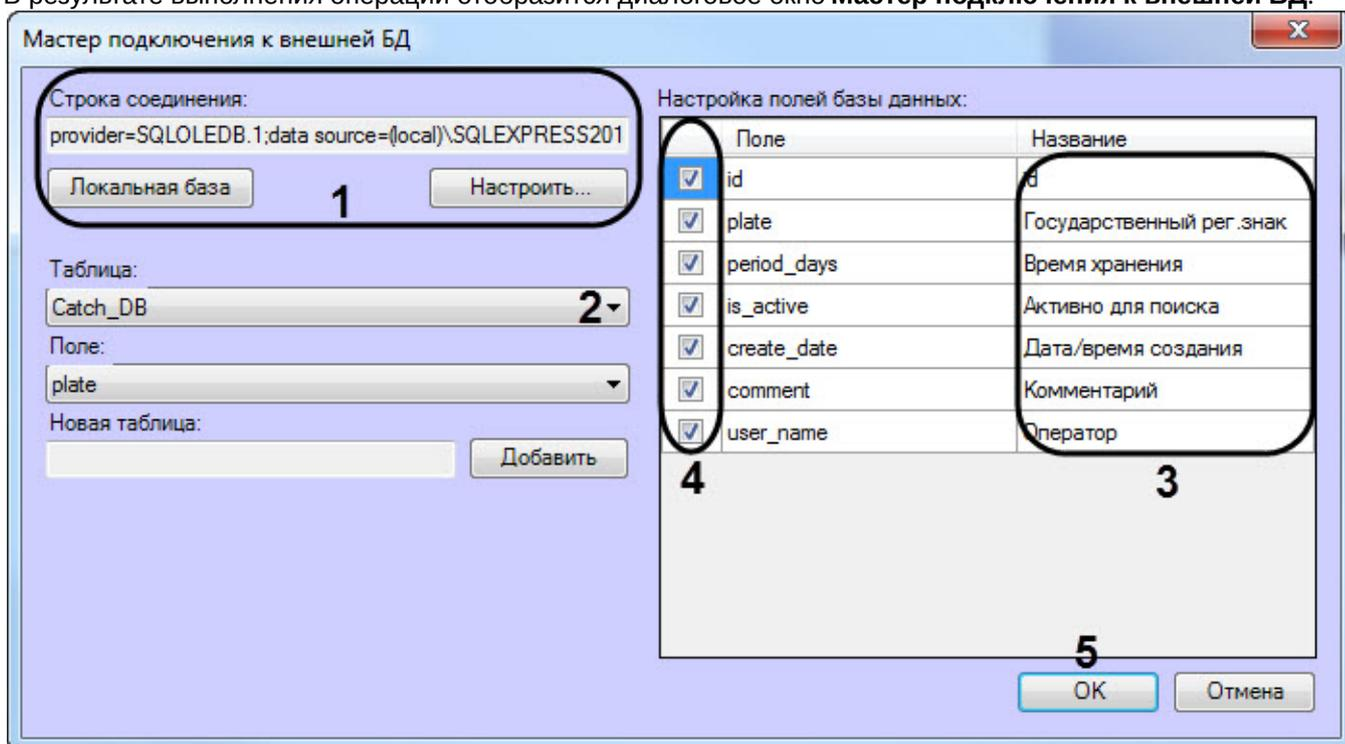 В результате выполнения операции отобразится диалоговое окно Мастер подключения к внешней БД.
Мастер подключения к внешней БД
Строка соединения:
provider=SQLOLEDB.1;data source=(local)\SQLEXPRESS201
Локальная база
1
Настроить...
Таблица:
Catch_DB
2
Поле:
plate
Новая таблица:
Добавить
Настройка полей базы данных:
Поле Название
id id
plate Государственный рег.знак
period_days Время хранения
is_active Активно для поиска
create_date Дата/время создания
comment Комментарий
user_name Оператор
4 3
5
OK Отмена